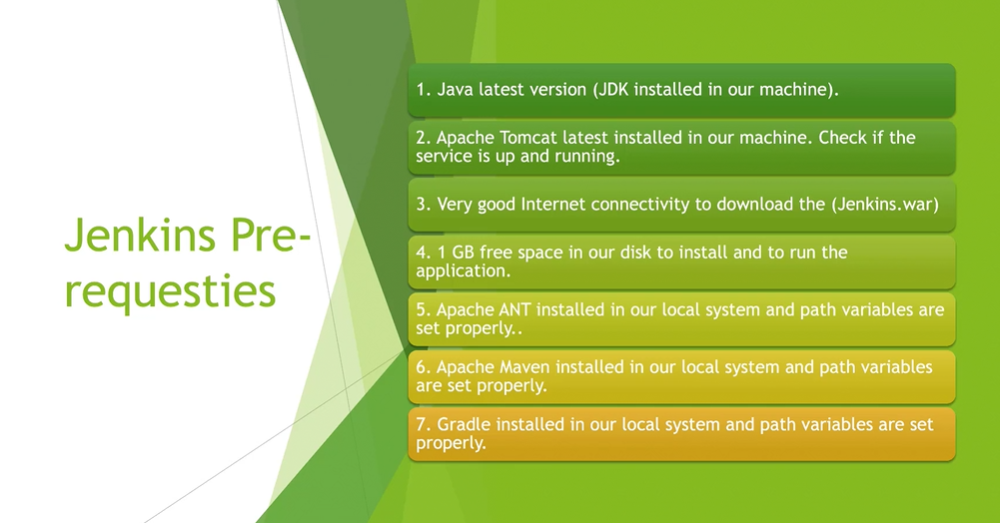 Jenkins Pre-
requesties
1. Java latest version (JDK installed in our machine).
2. Apache Tomcat latest installed in our machine. Check if the
service is up and running.
3. Very good Internet connectivity to download the (Jenkins.war)
4. 1 GB free space in our disk to install and to run the
application.
5. Apache ANT installed in our local system and path variables are
set properly..
6. Apache Maven installed in our local system and path variables
are set properly.
7. Gradle installed in our local system and path variables are set
properly.